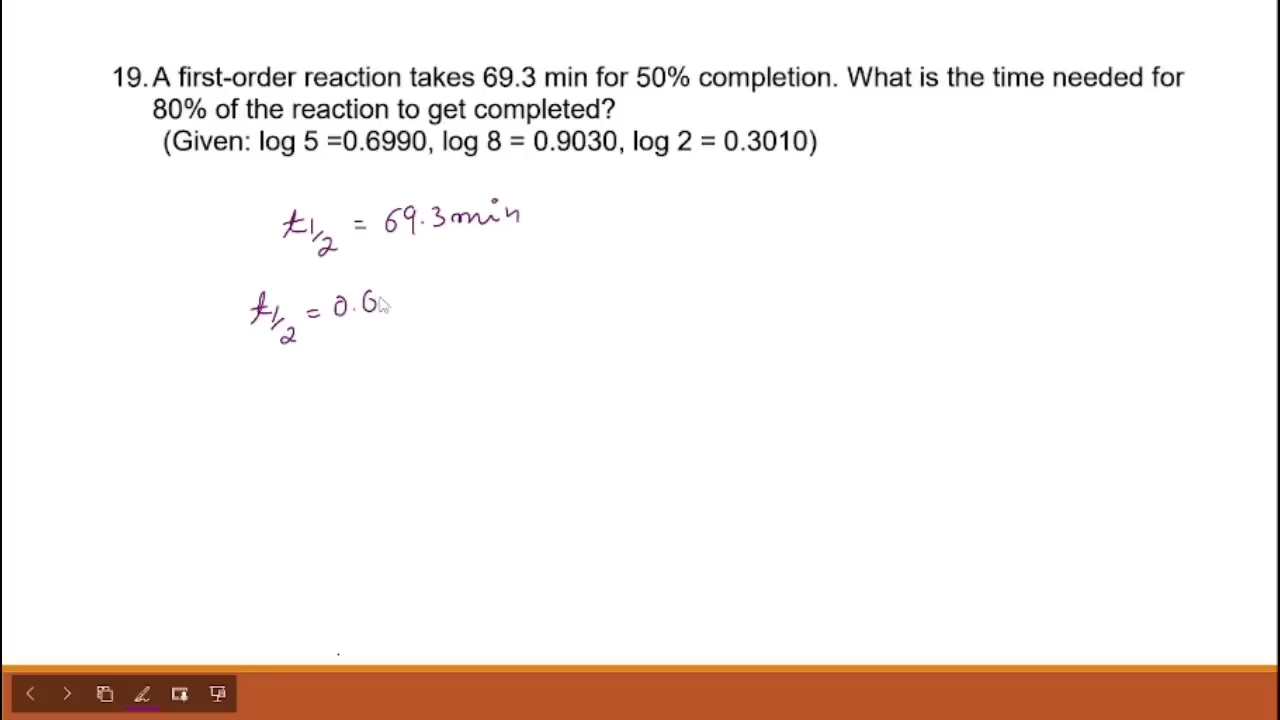 19. A first-order reaction takes 69.3 min for 50% completion. What is the time needed for
80% of the reaction to get completed?
(Given: log 5 =0.6990, log 8 = 0.9030, log 2 = 0.3010)
t1/2 = 69.3 min
t1/2 = 0.6